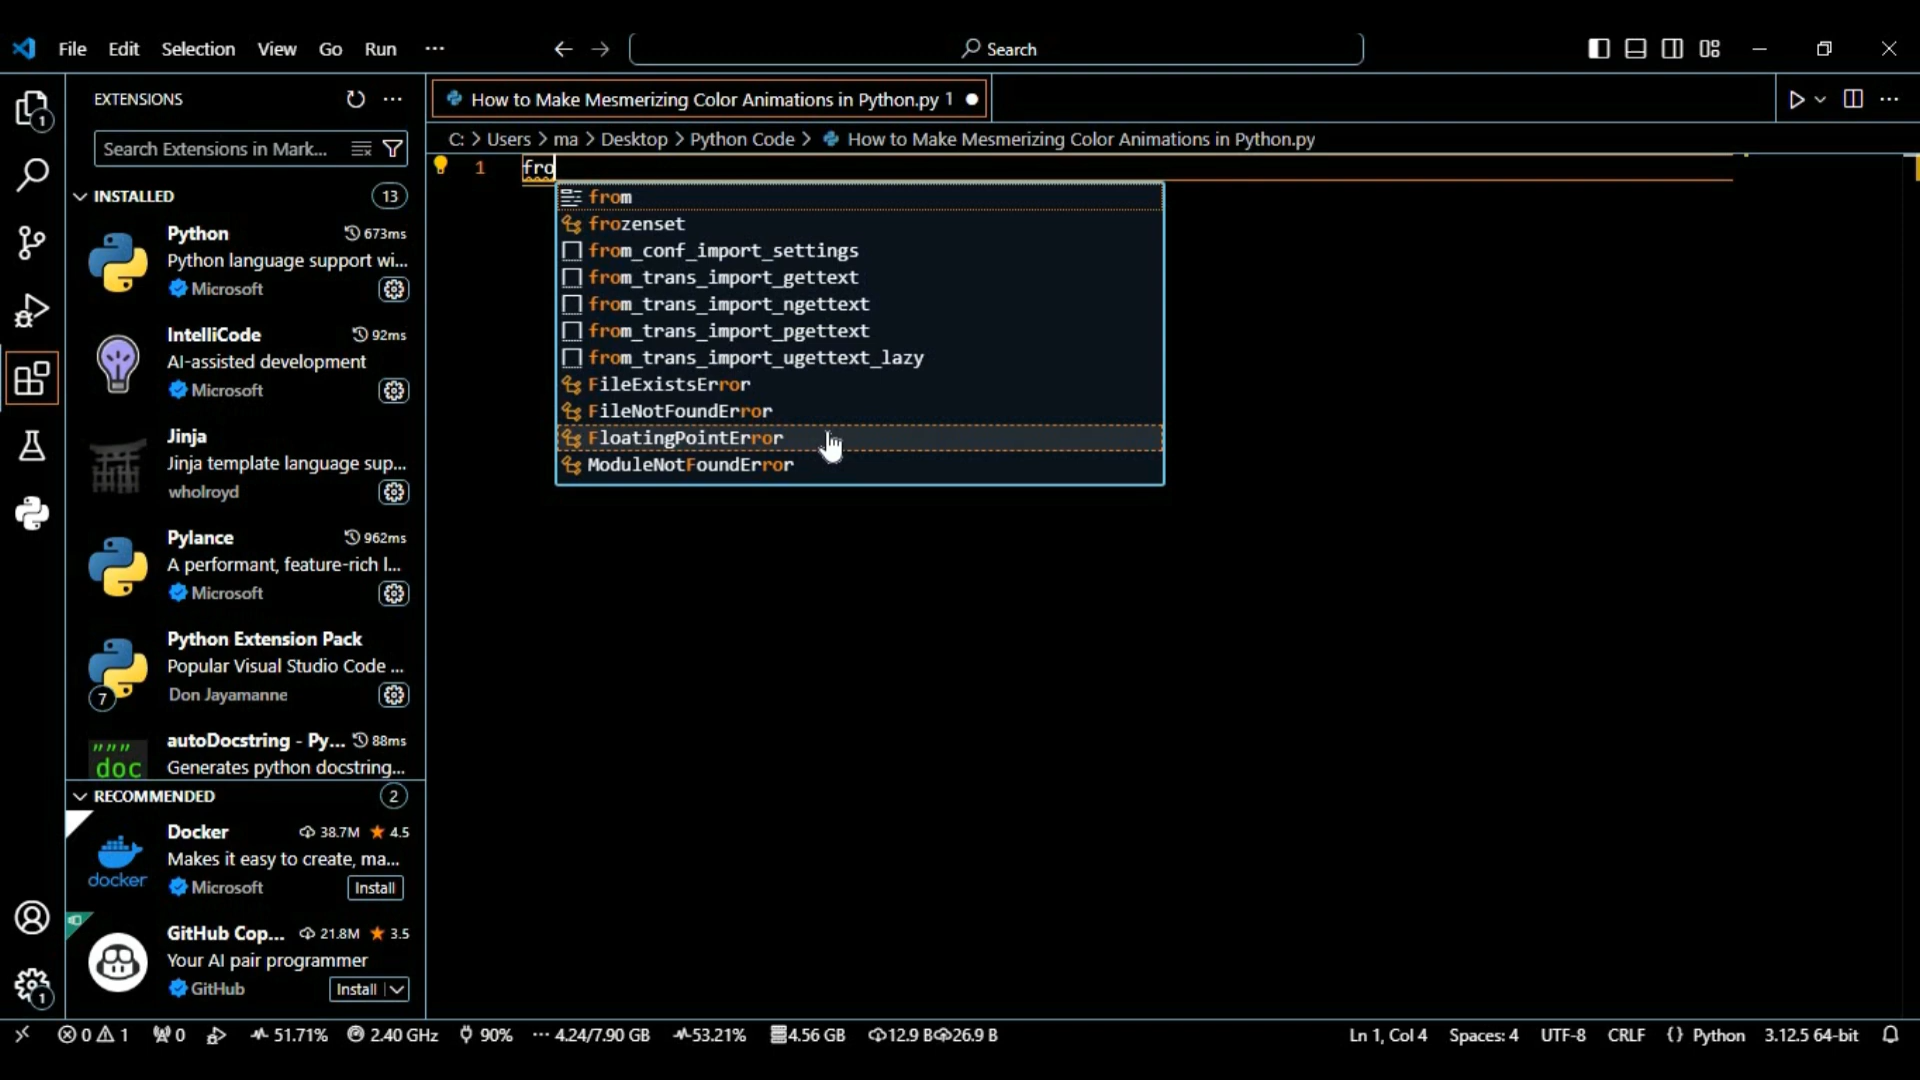 File Edit Selection View Go Run ···
Search
EXTENSIONS
How to Make Mesmerizing Color Animations in Python.py 1
Search Extensions in Mark...
C: > Users > ma > Desktop > Python Code > How to Make Mesmerizing Color Animations in Python.py
1 fro
from
frozenset
from_conf_import_settings
from_trans_import_gettext
from_trans_import_ngettext
from_trans_import_pgettext
from_trans_import_ugettext_lazy
FileExistsError
FileNotFoundError
FloatingPointError
ModuleNotFoundError
INSTALLED 13
Python 673ms
Python language support wi...
Microsoft
IntelliCode 92ms
AI-assisted development
Microsoft
Jinja
Jinja template language sup...
wholroyd
Pylance 962ms
A performant, feature-rich l...
Microsoft
Python Extension Pack
Popular Visual Studio Code ...
7 Don Jayamanne
autoDocstring - Py... 88ms
Generates python docstring...
""" doc
RECOMMENDED 2
Docker 38.7M 4.5
Makes it easy to create, ma...
docker
Microsoft Install
GitHub Cop... 21.8M 3.5
Your AI pair programmer
GitHub Install
1
1
0 1 0 51.71% 2.40 GHz 90% ··· 4.24/7.90 GB 53.21% 4.56 GB 12.9 B 26.9 B Ln 1, Col 4 Spaces: 4 UTF-8 CRLF {} Python 3.12.5 64-bit